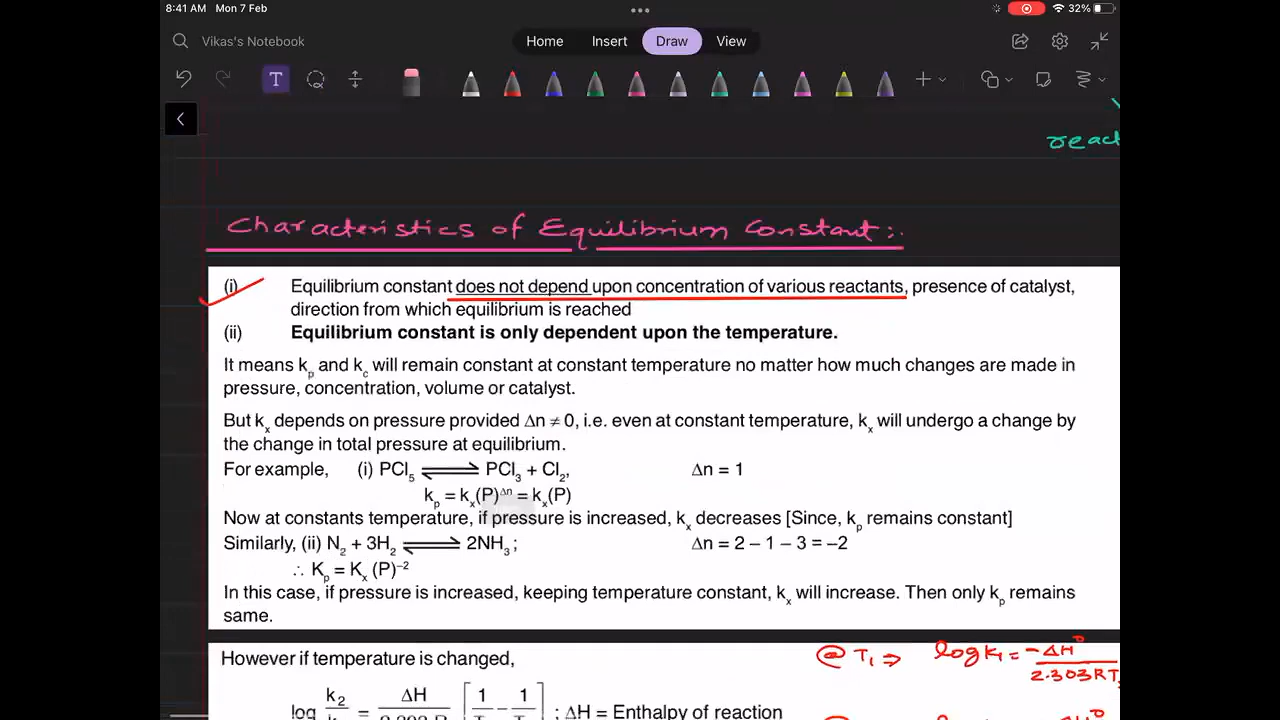 8:41 AM Mon 7 Feb
32%
Vikas's Notebook
Home Insert Draw View
T
reac
Characteristics of Equilibrium Constant:.
(i) Equilibrium constant does not depend upon concentration of various reactants, presence of catalyst,
direction from which equilibrium is reached
(ii) Equilibrium constant is only dependent upon the temperature.
It means kₚ and k꜀ will remain constant at constant temperature no matter how much changes are made in
pressure, concentration, volume or catalyst.
But kₓ depends on pressure provided Δn ≠ 0, i.e. even at constant temperature, kₓ will undergo a change by
the change in total pressure at equilibrium.
For example, (i) PCl₅ ⇌ PCl₃ + Cl₂, Δn = 1
kₚ = kₓ(P)^Δn = kₓ(P)
Now at constants temperature, if pressure is increased, kₓ decreases [Since, kₚ remains constant]
Similarly, (ii) N₂ + 3H₂ ⇌ 2NH₃ ; Δn = 2 – 1 – 3 = –2
∴ Kₚ = Kₓ (P)⁻²
In this case, if pressure is increased, keeping temperature constant, kₓ will increase. Then only kₚ remains
same.
However if temperature is changed,
@ T₁ ⇒ log K₁ = -ΔH° / 2.303RT
log k₂ = ΔH [1 – 1] ; ΔH = Enthalpy of reaction